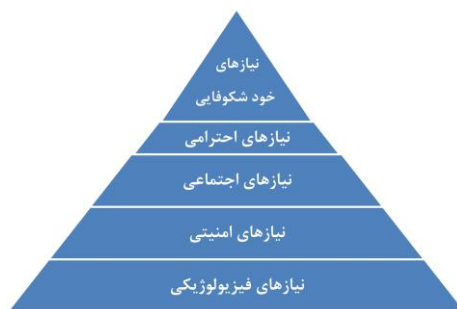 نیازهای
خود شکوفایی
نیازهای احترامی
نیازهای اجتماعی
نیازهای امنیتی
نیازهای فیزیولوژیکی